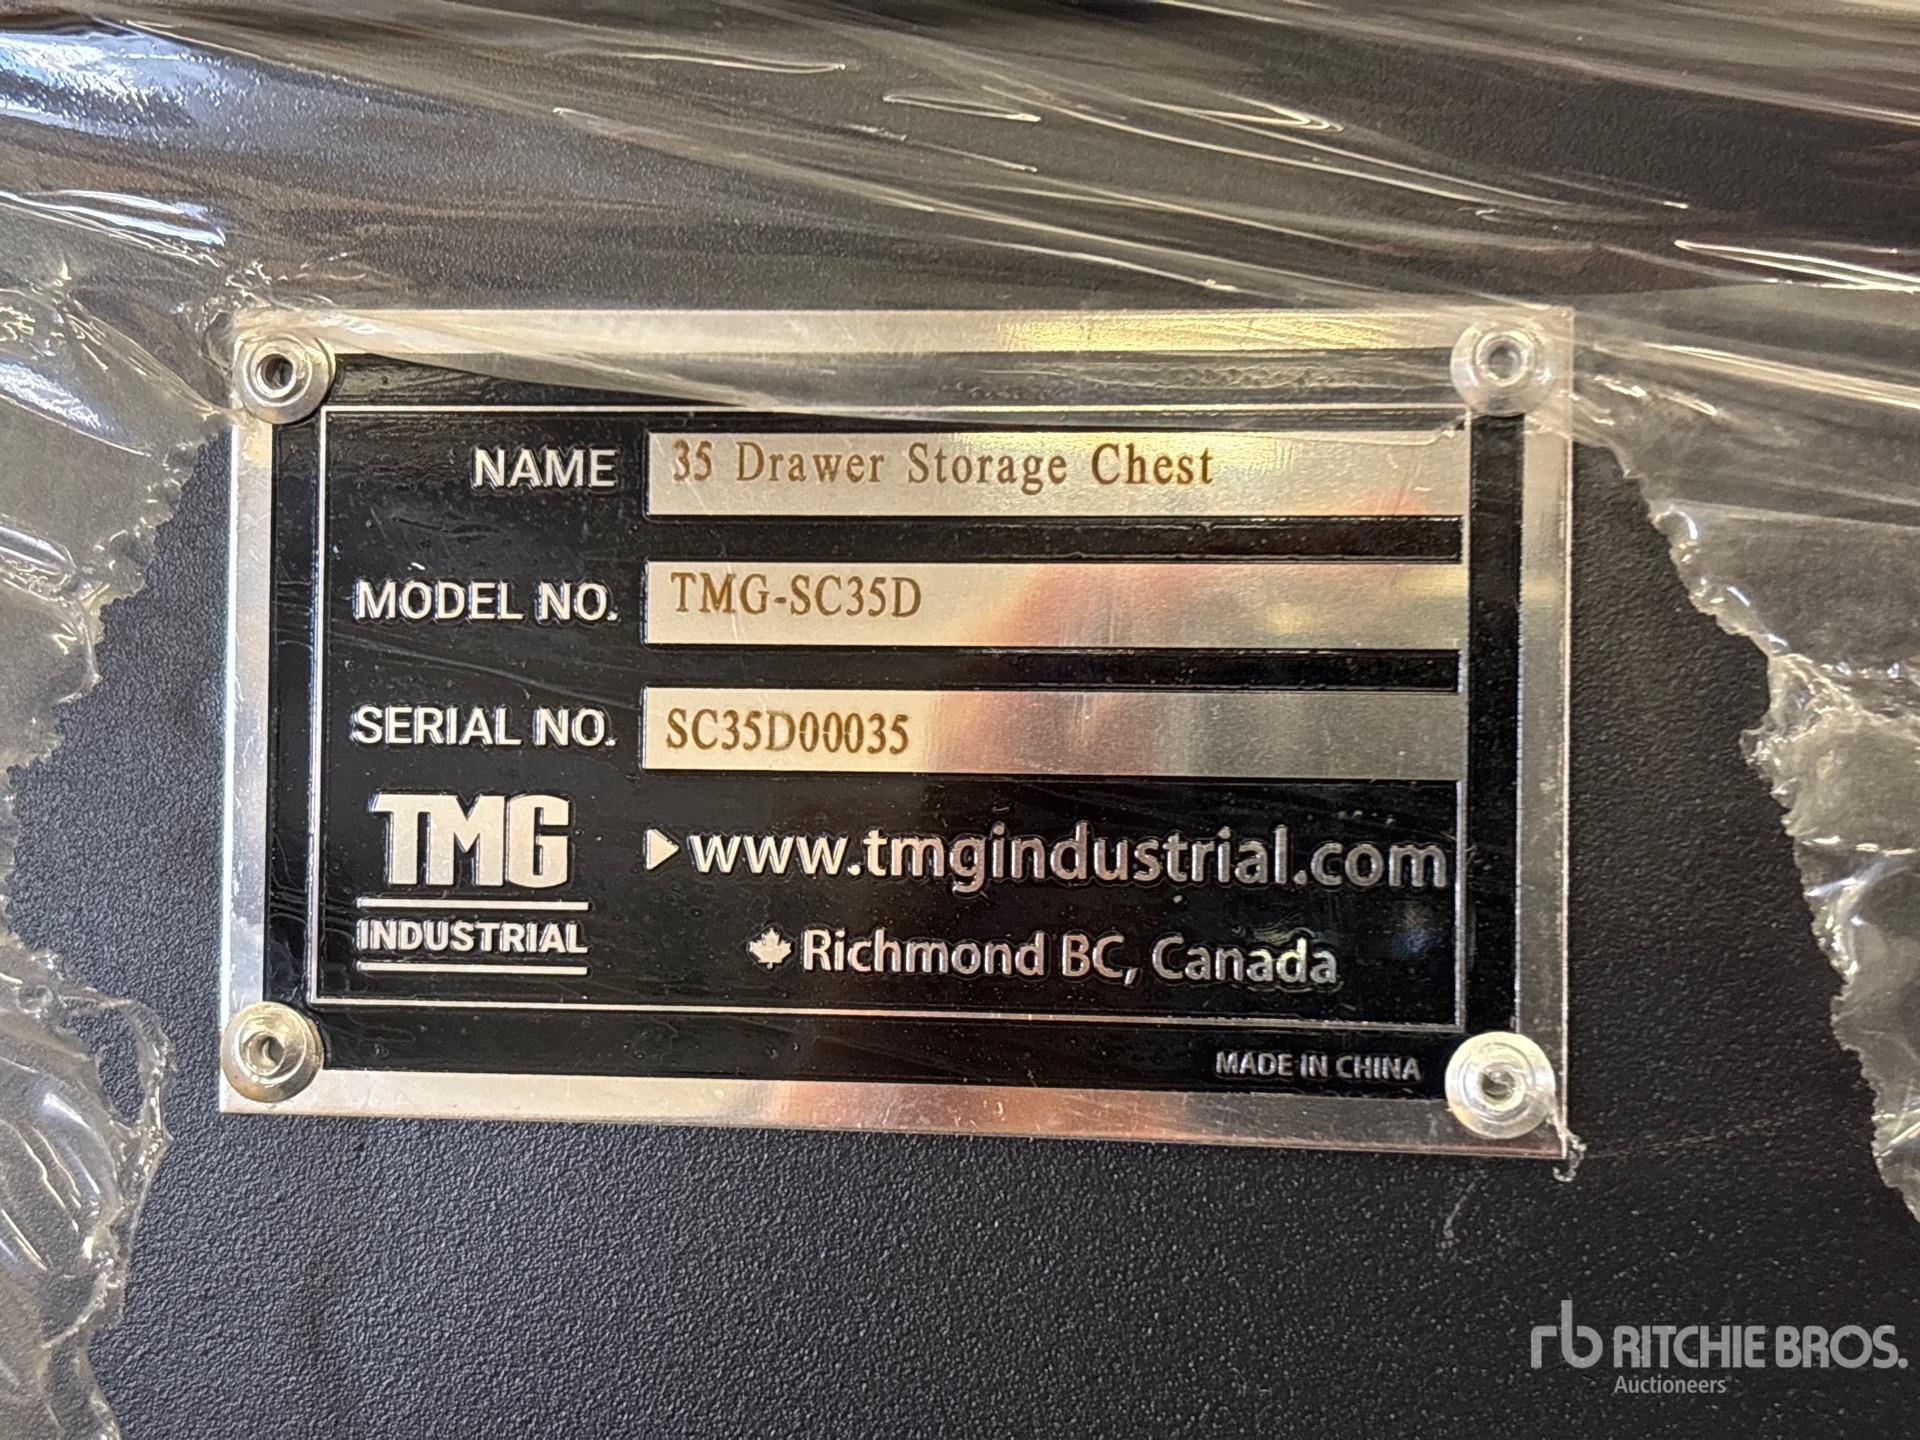 NAME 35 Drawer Storage Chest
MODEL NO. TMG-SC35D
SERIAL NO. SC35D00035
TMG
INDUSTRIAL
www.tmgindustrial.com
Richmond BC, Canada
MADE IN CHINA
rb RITCHIE BROS.
Auctioneers